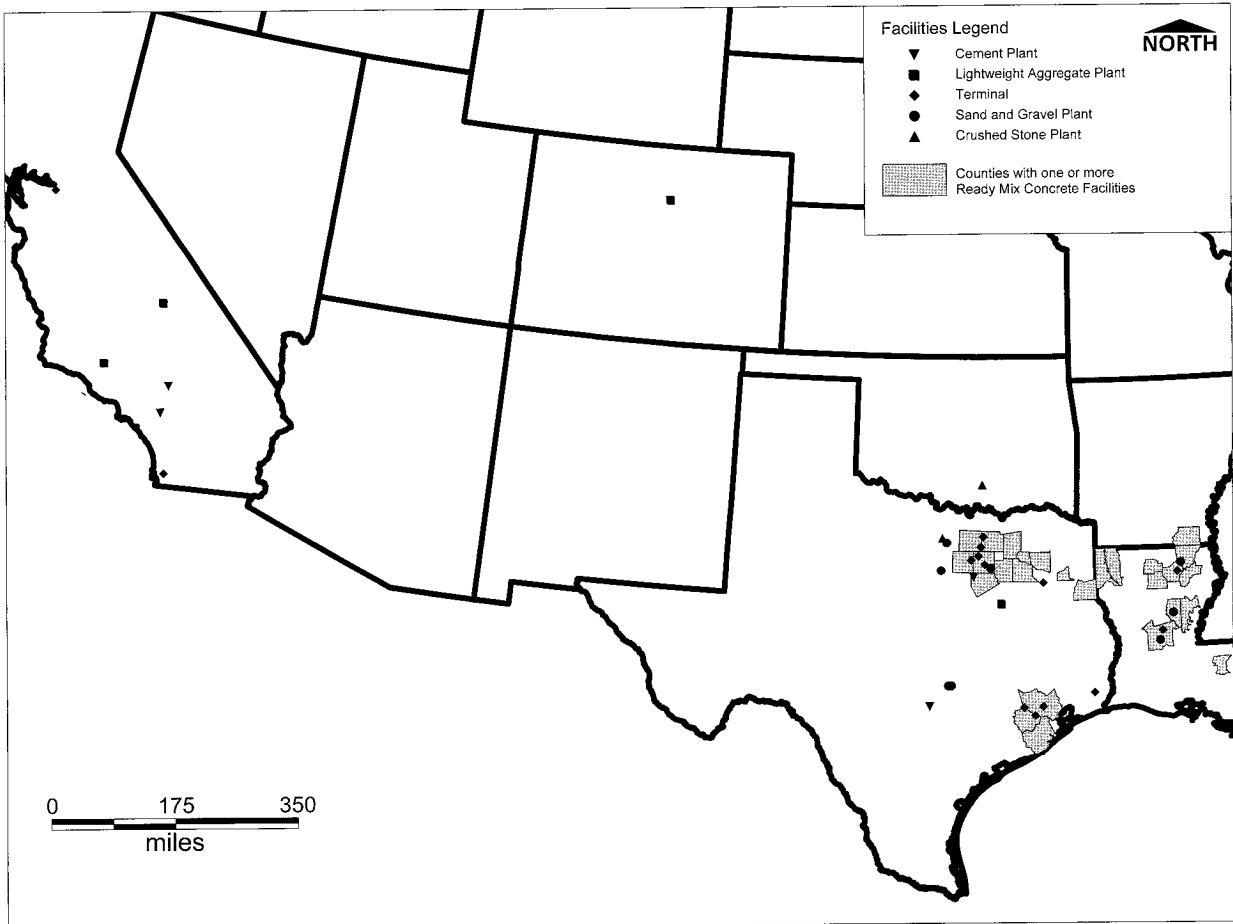 Facilities Legend
NORTH
Cement Plant
Lightweight Aggregate Plant
Terminal
Sand and Gravel Plant
Crushed Stone Plant
Counties with one or more
Ready Mix Concrete Facilities
0 175 350
miles